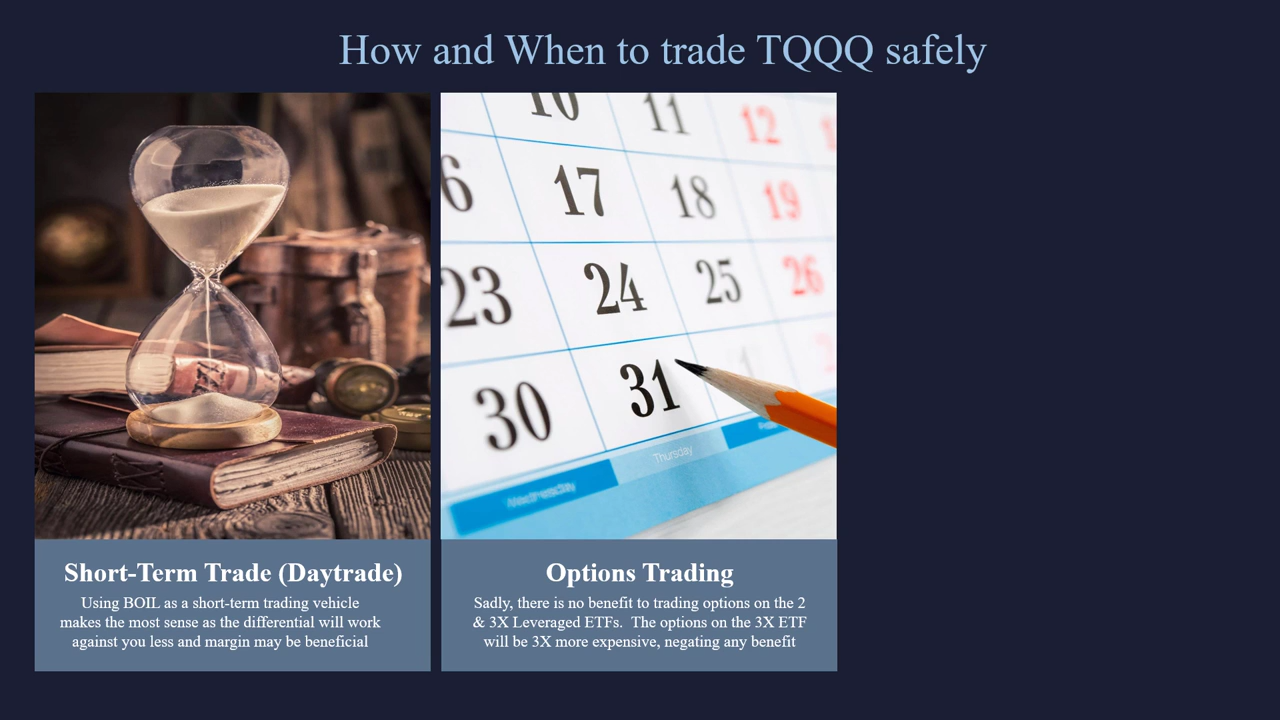 How and When to trade TQQQ safely
10 11 12
6 17 18 19
23 24 25 26
30 31
Wednesday Thursday
Short-Term Trade (Daytrade)
Using BOIL as a short-term trading vehicle
makes the most sense as the differential will work
against you less and margin may be beneficial
Options Trading
Sadly, there is no benefit to trading options on the 2
& 3X Leveraged ETFs. The options on the 3X ETF
will be 3X more expensive, negating any benefit